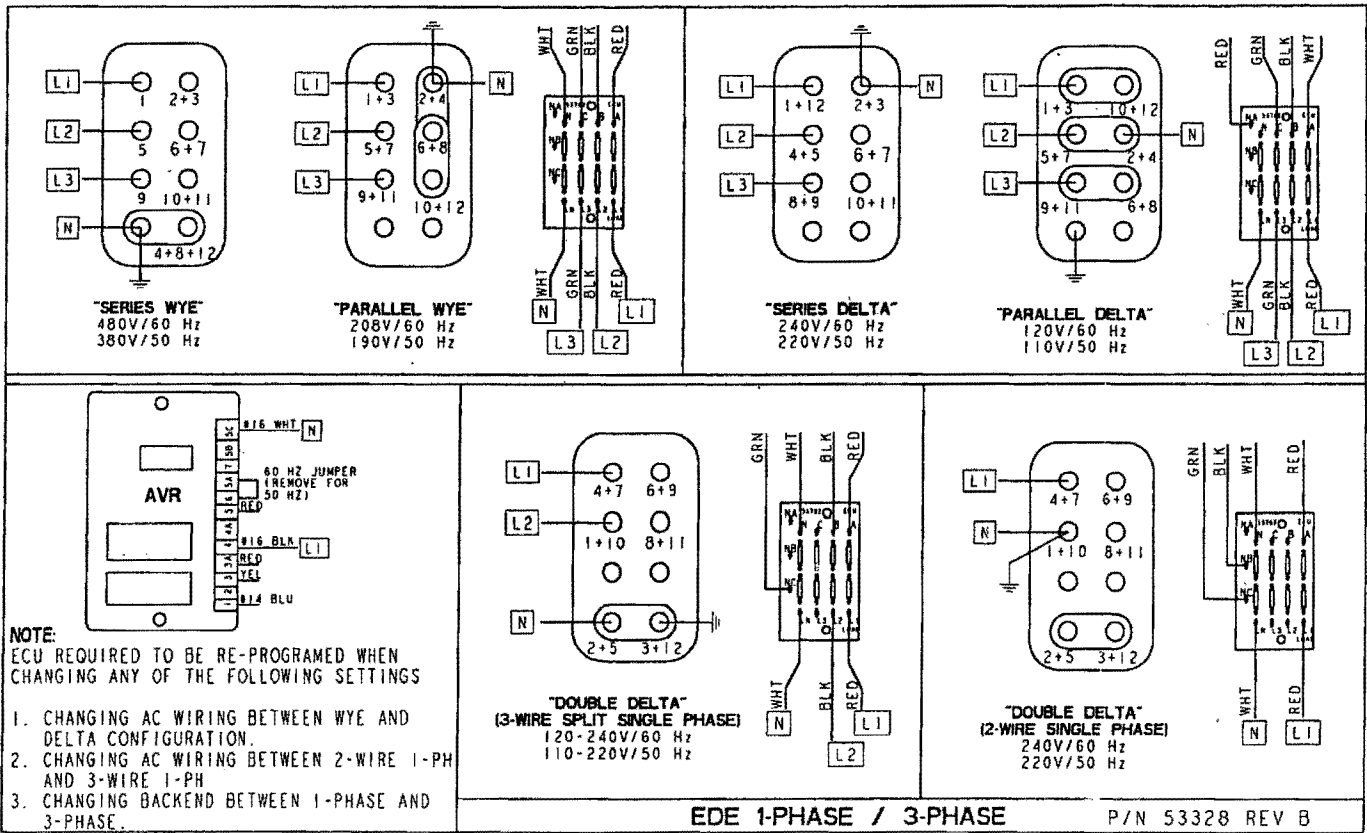 WHT GRN BLK RED
L1
1 2+3
L2
5 6+7
L3
9 10+11
N
4+8+12
"SERIES WYE"
480V/60 Hz
380V/50 Hz
L1 N
1+3 2+4
L2
5+7 6+8
L3
9+11 10+12
"PARALLEL WYE"
208V/60 Hz
190V/50 Hz
WHT GRN BLK RED
N L1
L3 L2
L1 N
1+12 2+3
L2
4+5 6+7
L3
8+9 10+11
"SERIES DELTA"
240V/60 Hz
220V/50 Hz
L1
1+3 10+12
L2 N
5+7 2+4
L3
9+11 6+8
"PARALLEL DELTA"
120V/60 Hz
110V/50 Hz
RED GRN BLK WHT
WHT GRN BLK RED
N L1
L3 L2
AVR
3C #16 WHT N
5B
7
5A 60 HZ JUMPER
6 (REMOVE FOR
50 HZ)
5 RED
4A
4 #16 BLK L1
3A RED
3 YEL
2
1 #14 BLU
NOTE:
ECU REQUIRED TO BE RE-PROGRAMED WHEN
CHANGING ANY OF THE FOLLOWING SETTINGS
1. CHANGING AC WIRING BETWEEN WYE AND
DELTA CONFIGURATION.
2. CHANGING AC WIRING BETWEEN 2-WIRE 1-PH
AND 3-WIRE 1-PH
3. CHANGING BACKEND BETWEEN 1-PHASE AND
3-PHASE.
L1
4+7 6+9
L2
1+10 8+11
N
2+5 3+12
"DOUBLE DELTA"
(3-WIRE SPLIT SINGLE PHASE)
120-240V/60 Hz
110-220V/50 Hz
GRN WHT BLK RED
WHT BLK RED
N L1
L2
L1
4+7 6+9
N
1+10 8+11
2+5 3+12
"DOUBLE DELTA"
(2-WIRE SINGLE PHASE)
240V/60 Hz
220V/50 Hz
GRN BLK WHT RED
WHT RED
N L1
EDE 1-PHASE / 3-PHASE P/N 53328 REV B